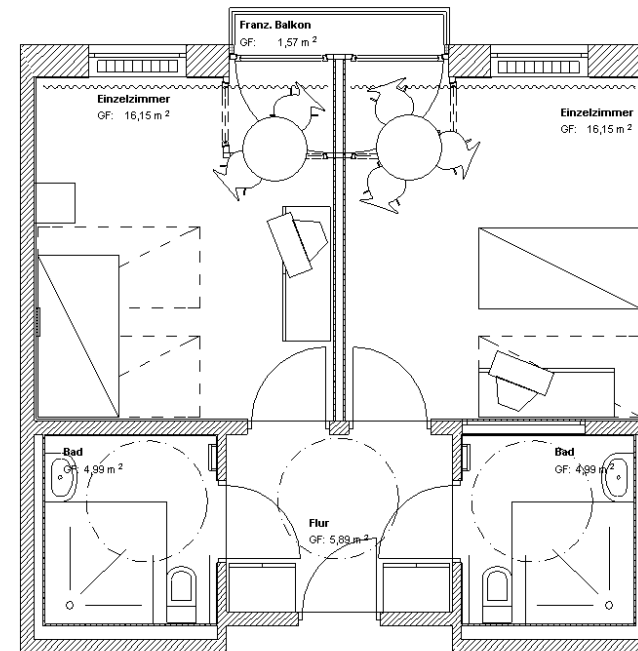 Franz. Balkon
GF: 1,57 m²
Einzelzimmer
GF: 16,15 m²
Einzelzimmer
GF: 16,15 m²
Bad
GF: 4,99 m²
Bad
GF: 4,99 m²
Flur
GF: 5,89 m²